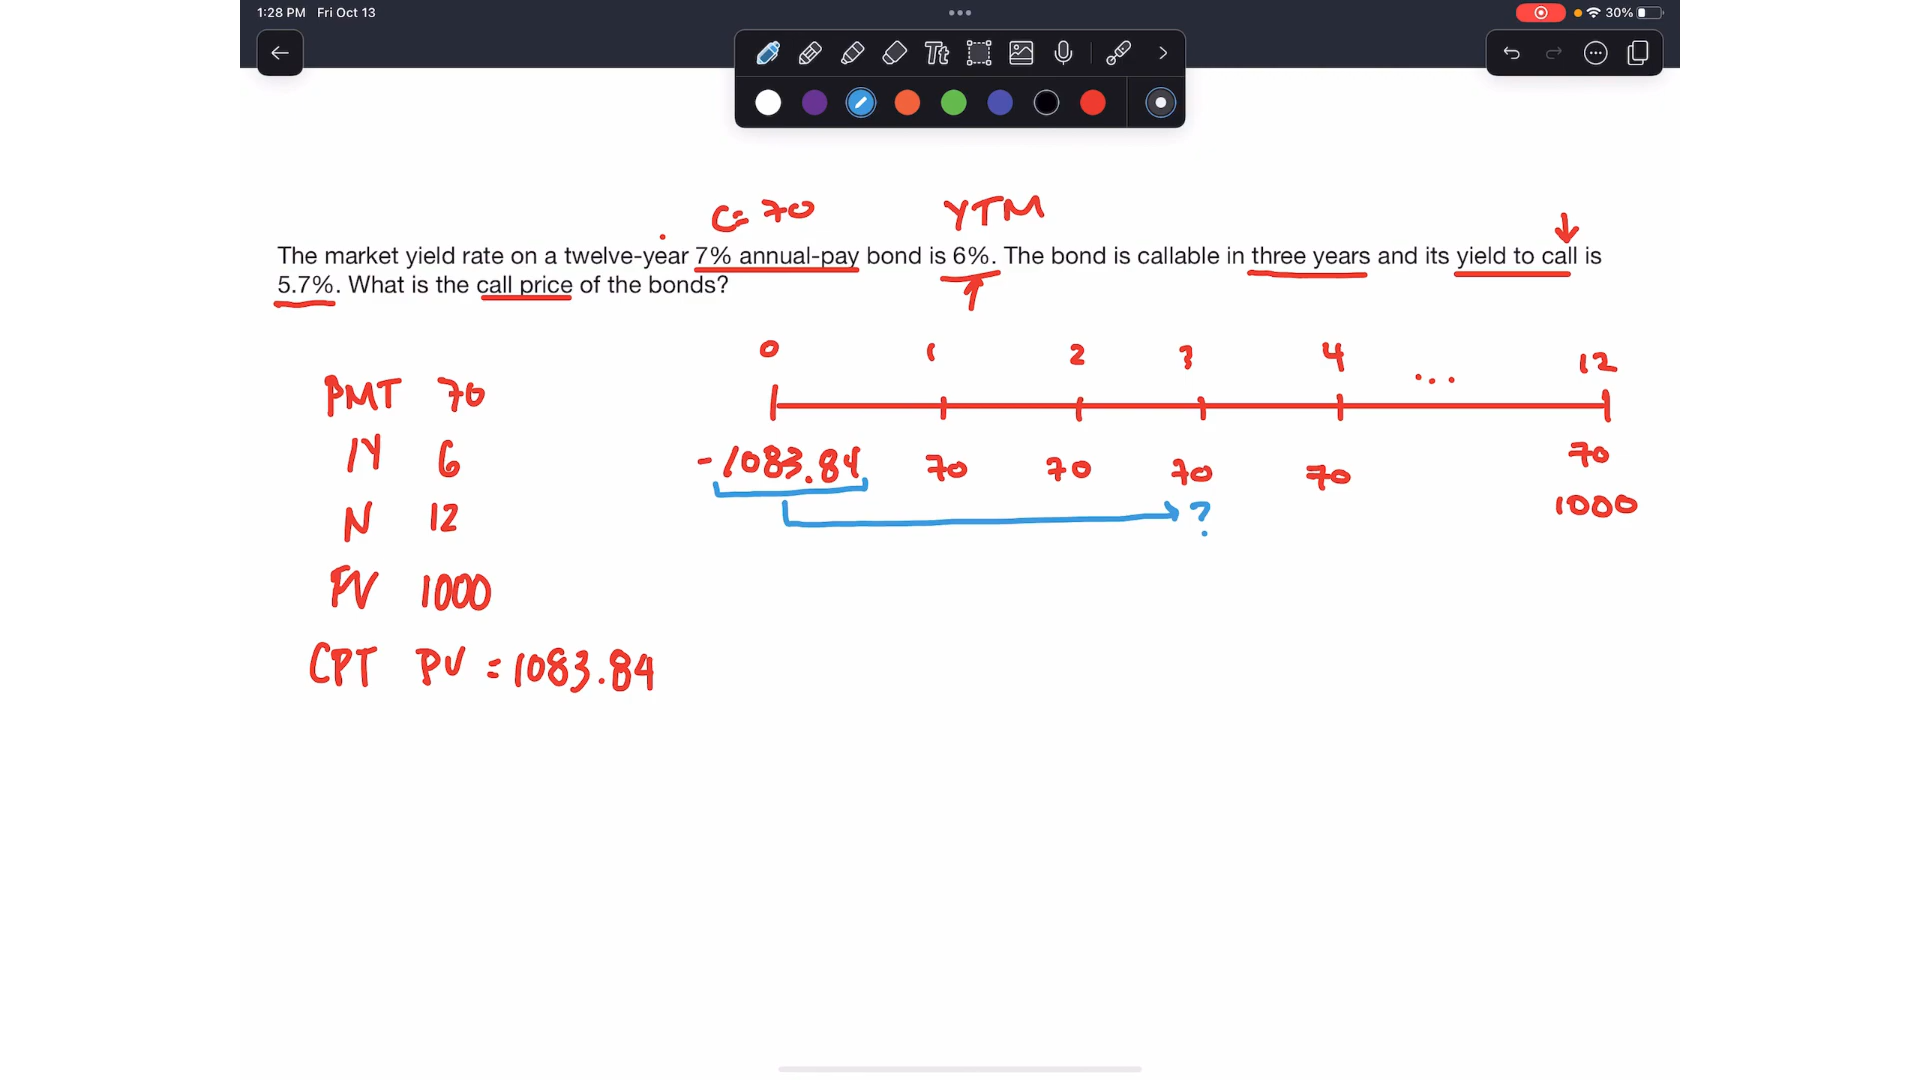 1:28 PM Fri Oct 13
30%
Tt
C= 70 YTM
The market yield rate on a twelve-year 7% annual-pay bond is 6%. The bond is callable in three years and its yield to call is
5.7%. What is the call price of the bonds?
0 1 2 3 4 ... 12
PMT 70
-1083.84 70 70 70 70 70
IY 6
? 1000
N 12
FV 1000
CPT PV = 1083.84